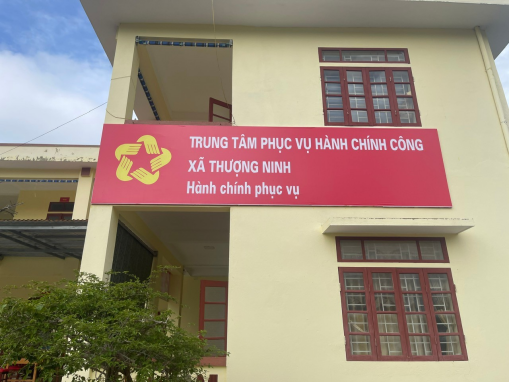 TRUNG TÂM PHỤC VỤ HÀNH CHÍNH CÔNG
XÃ THƯỢNG NINH
Hành chính phục vụ